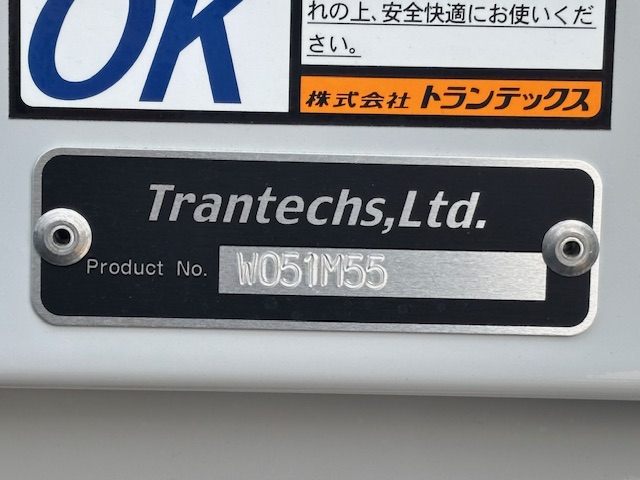 れの上、安全快適にお使いくだ
さい。
OK
株式会社 トランテックス
Trantechs,Ltd.
Product No. W051M55